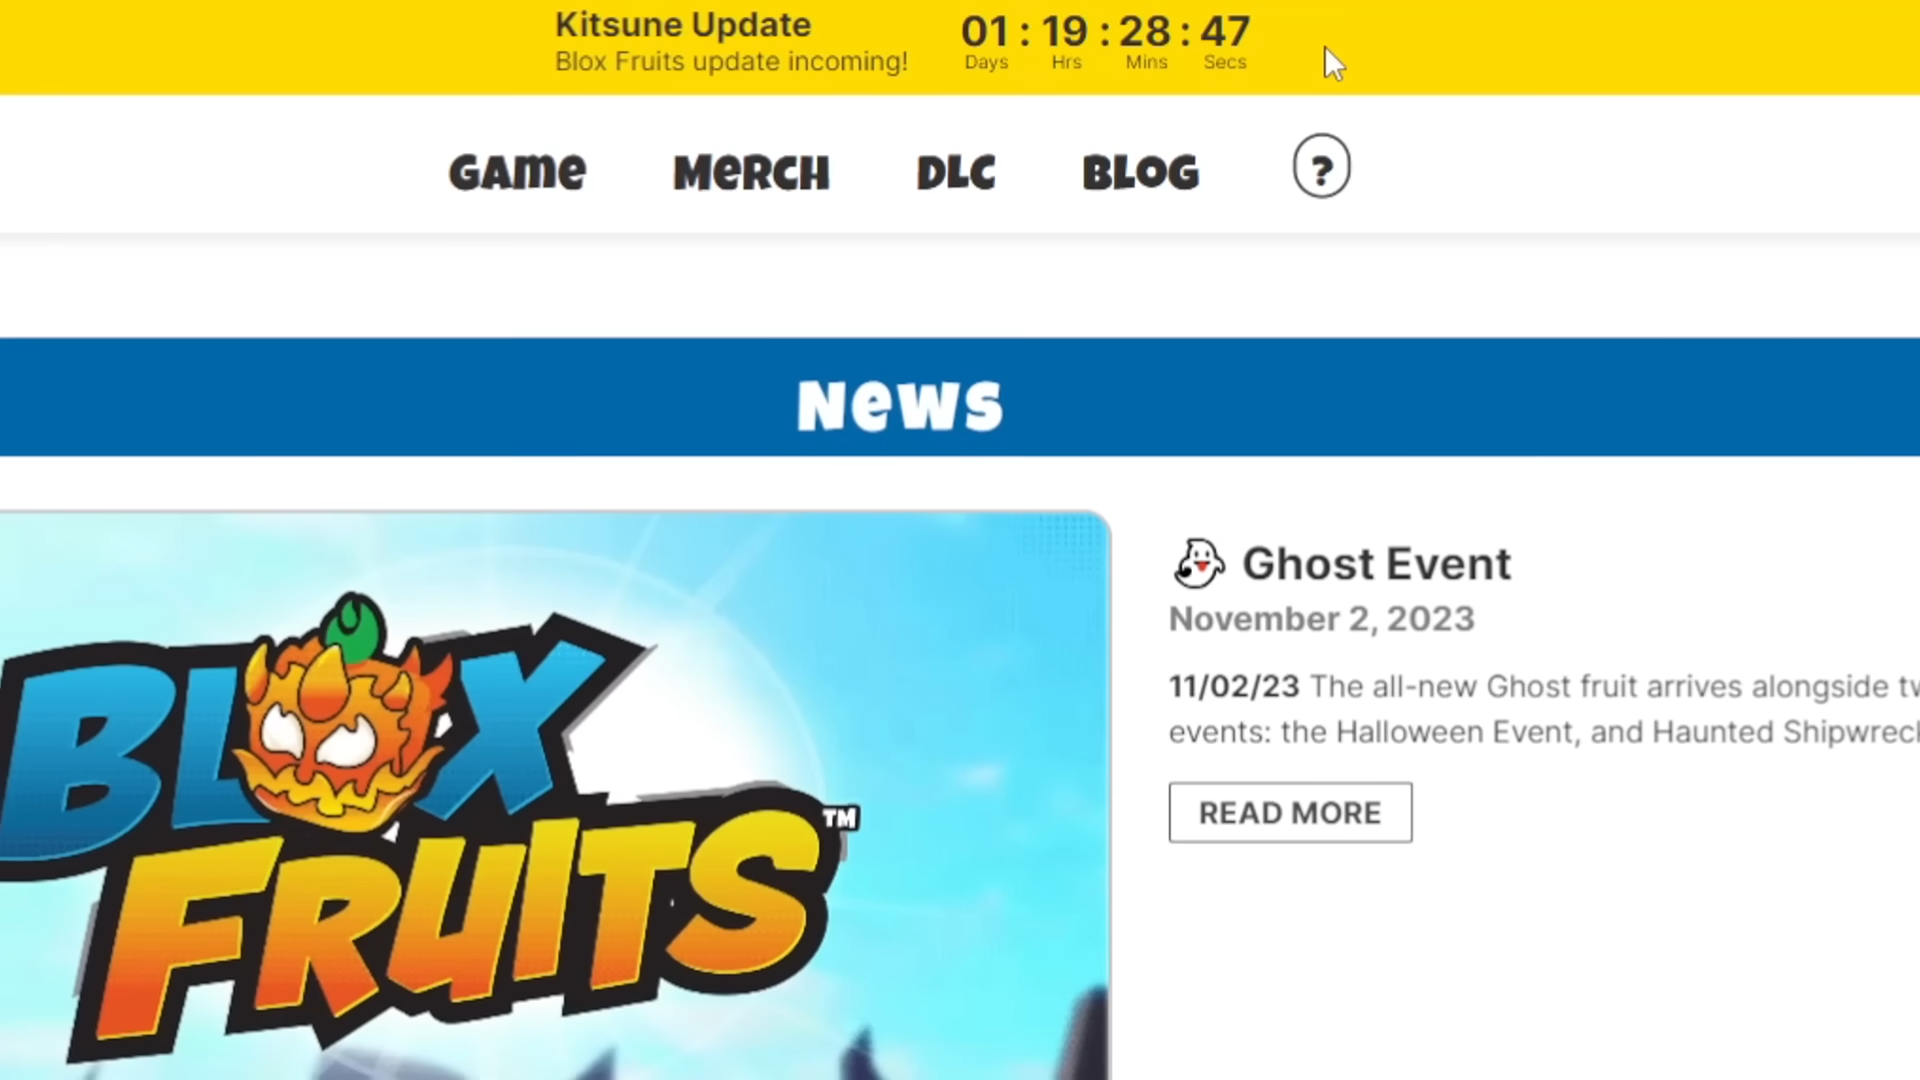 Kitsune Update
Blox Fruits update incoming!
01 : 19 : 28 : 47
Days Hrs Mins Secs
Game Merch DLC Blog ?
News
Ghost Event
November 2, 2023
11/02/23 The all-new Ghost fruit arrives alongside
events: the Halloween Event, and Haunted
READ MORE
BLOX
FRUITS™